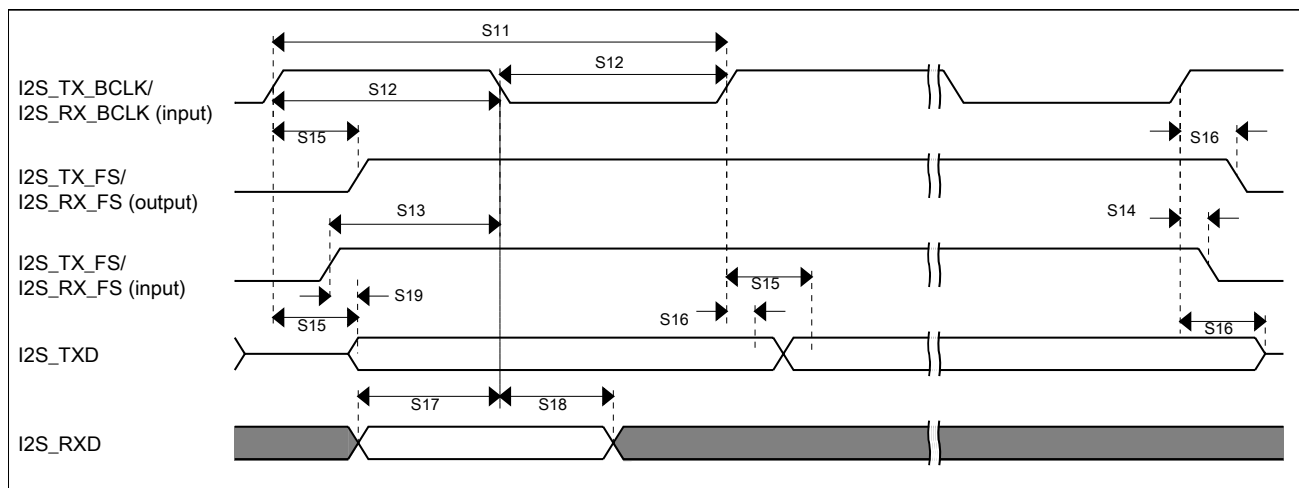 S11
I2S_TX_BCLK/
I2S_RX_BCLK (input)
S12
S12
S15
S16
I2S_TX_FS/
I2S_RX_FS (output)
S13
S14
I2S_TX_FS/
I2S_RX_FS (input)
S15
S19
S15
S16
S16
I2S_TXD
S17
S18
I2S_RXD